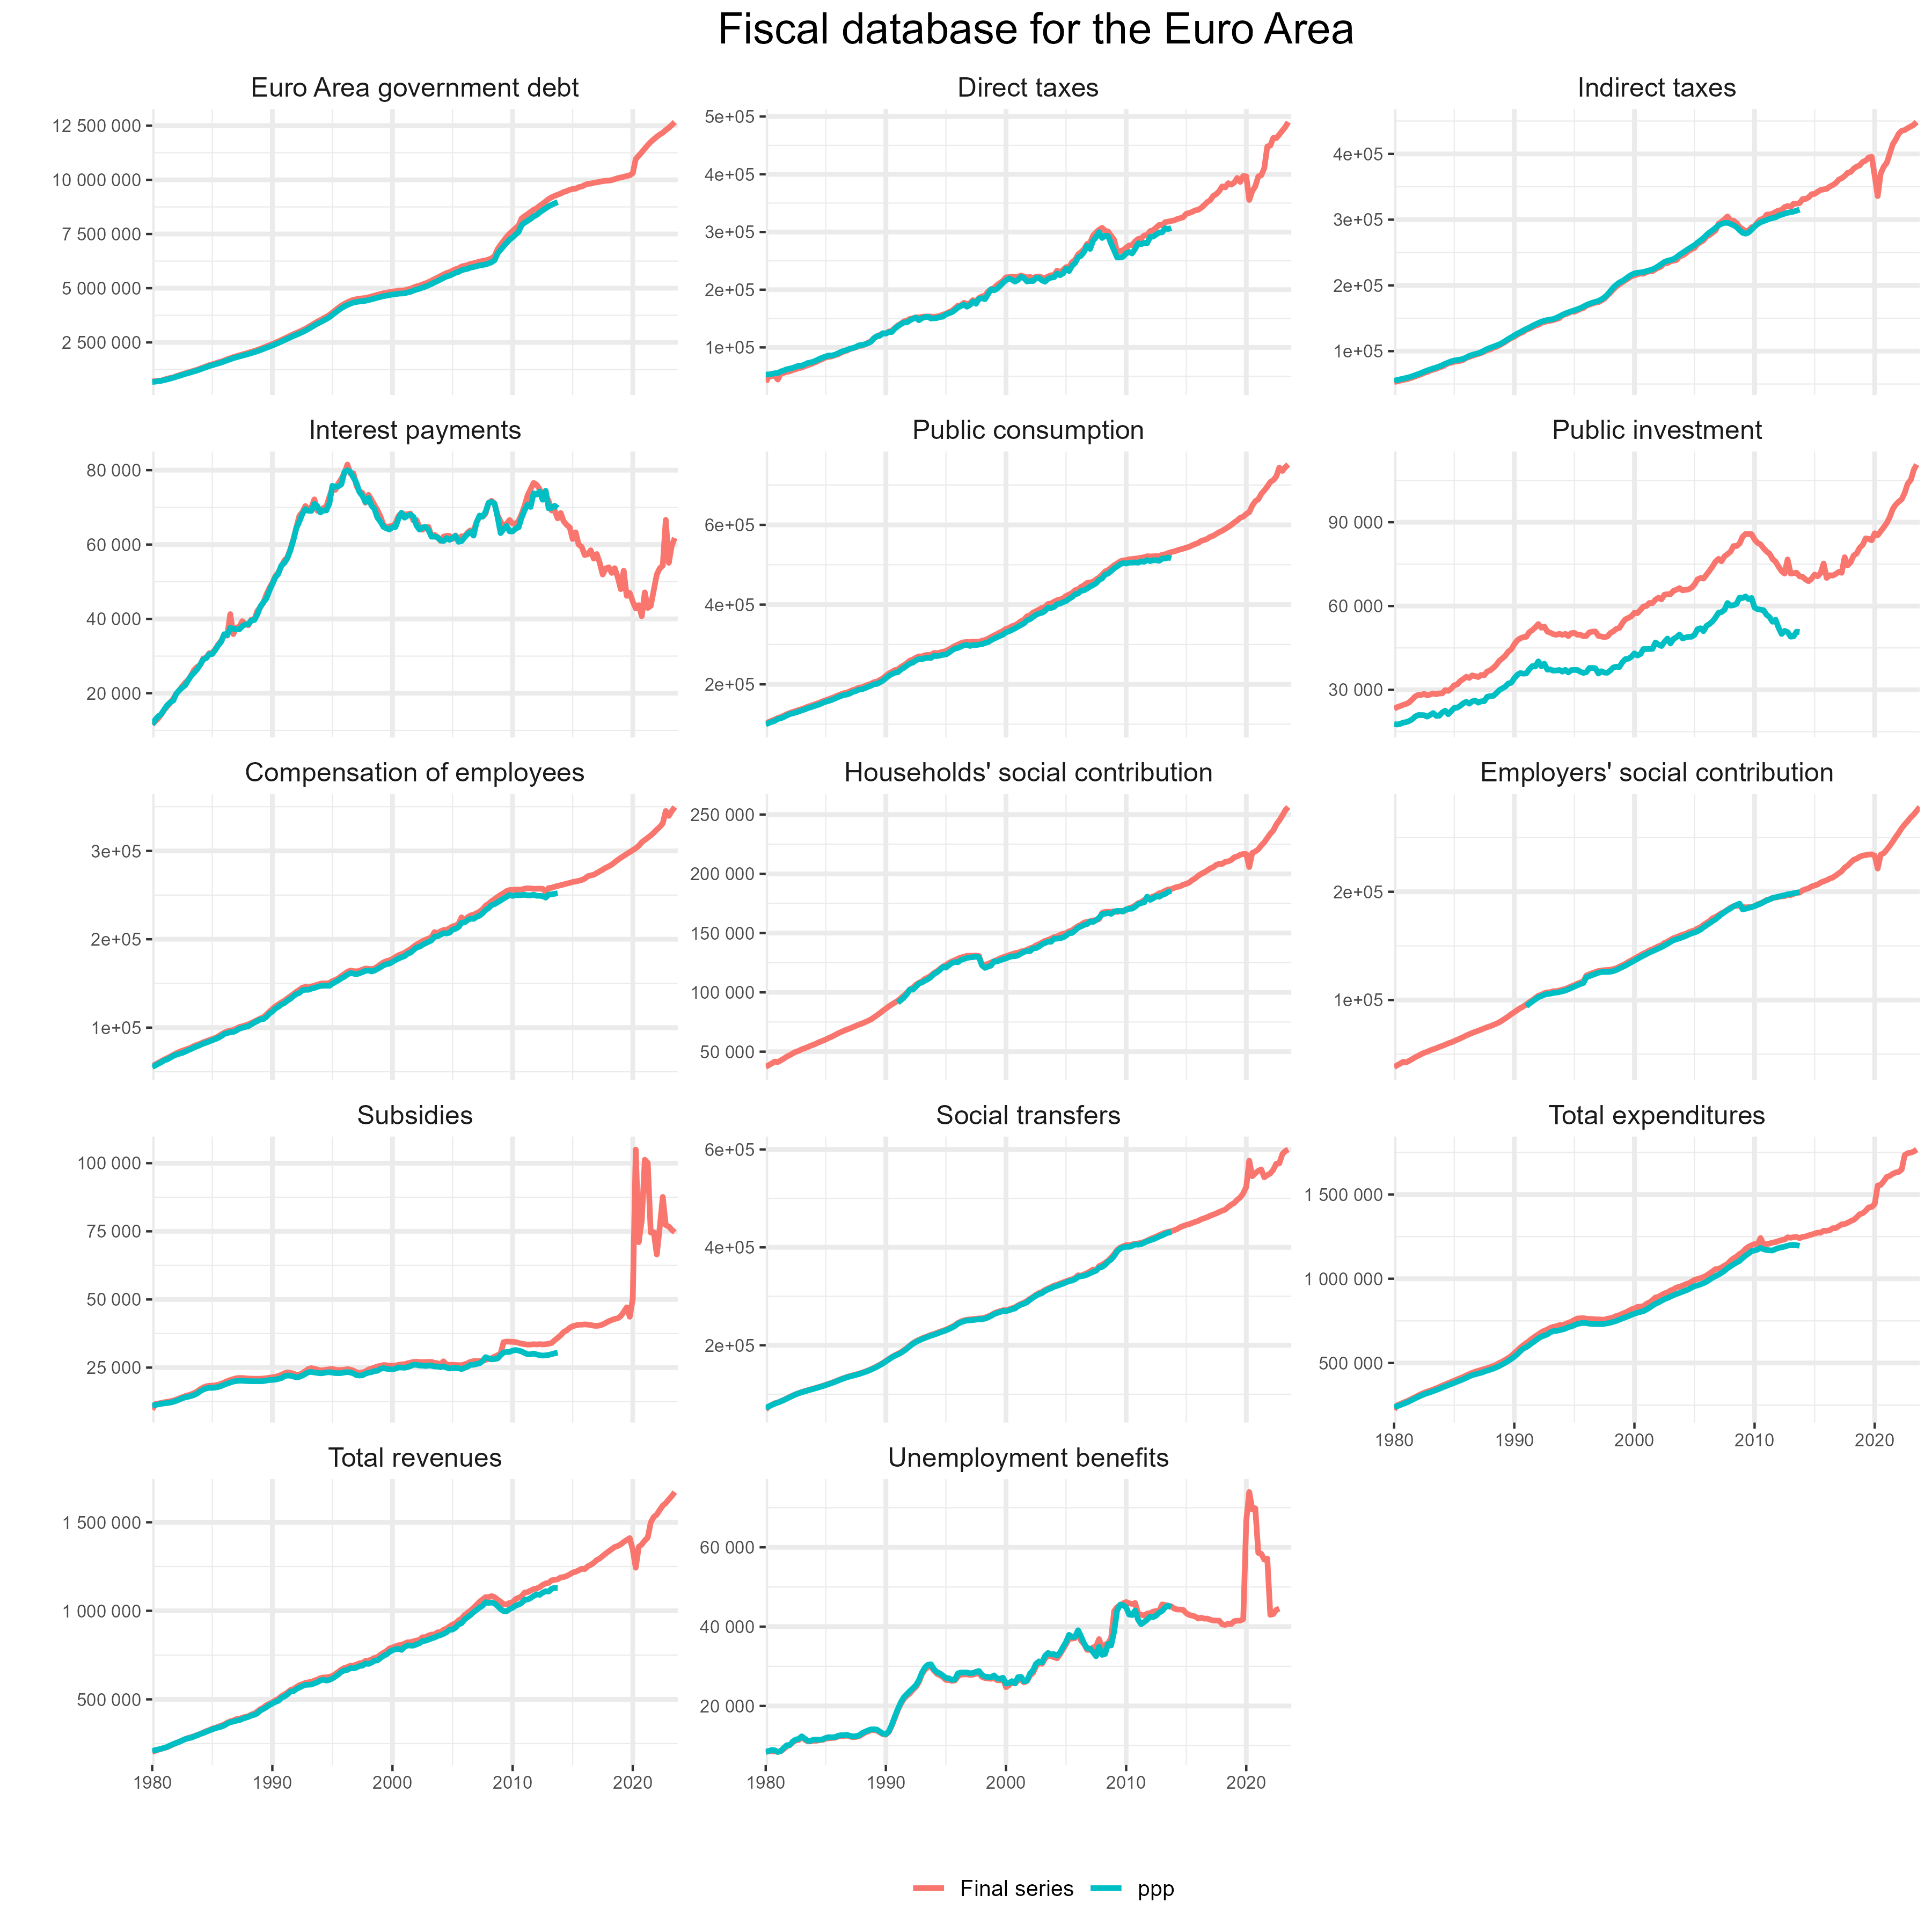 Fiscal database for the Euro Area
Euro Area government debt
12 500 000
10 000 000
7 500 000
5 000 000
2 500 000
Direct taxes
5e+05
4e+05
3e+05
2e+05
1e+05
Indirect taxes
4e+05
3e+05
2e+05
1e+05
Interest payments
80 000
60 000
40 000
20 000
Public consumption
6e+05
4e+05
2e+05
Public investment
90 000
60 000
30 000
Compensation of employees
3e+05
2e+05
1e+05
Households' social contribution
250 000
200 000
150 000
100 000
50 000
Employers' social contribution
2e+05
1e+05
Subsidies
100 000
75 000
50 000
25 000
Social transfers
6e+05
4e+05
2e+05
Total expenditures
1 500 000
1 000 000
500 000
1980 1990 2000 2010 2020
Total revenues
1 500 000
1 000 000
500 000
1980 1990 2000 2010 2020
Unemployment benefits
60 000
40 000
20 000
1980 1990 2000 2010 2020
Final series ppp